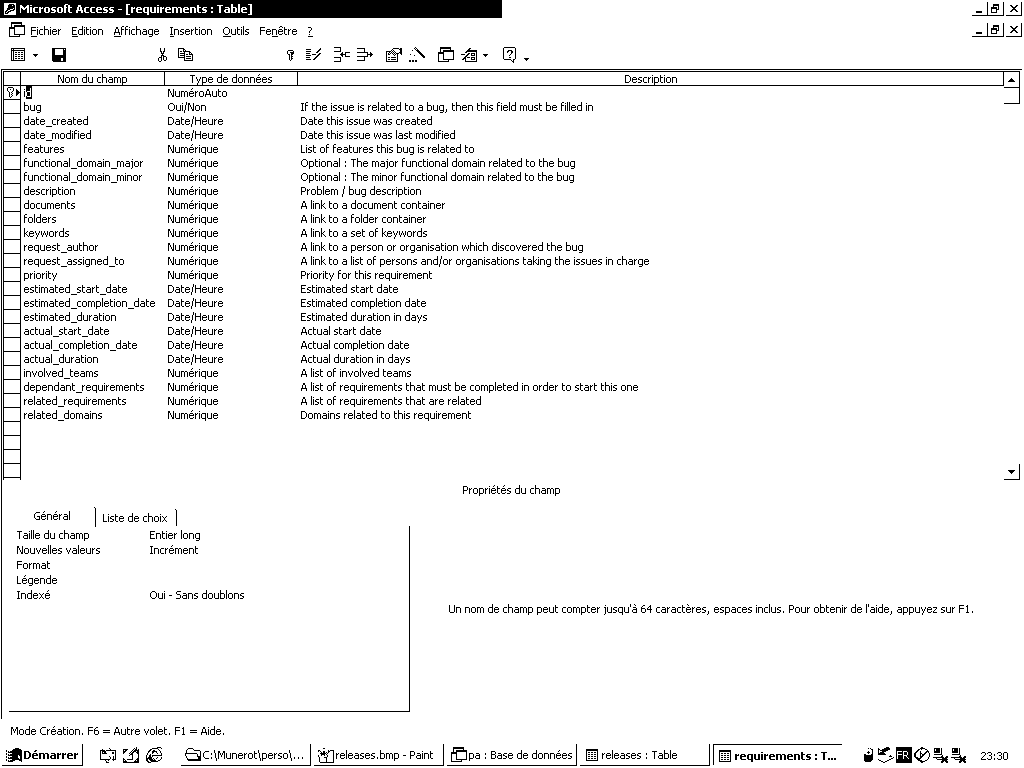 Microsoft Access - [requirements : Table]
Fichier Edition Affichage Insertion Outils Fenêtre ?
Nom du champ Type de données Description
id NuméroAuto
bug Oui/Non If the issue is related to a bug, then this field must be filled in
date_created Date/Heure Date this issue was created
date_modified Date/Heure Date this issue was last modified
features Numérique List of features this bug is related to
functional_domain_major Numérique Optional : The major functional domain related to the bug
functional_domain_minor Numérique Optional : The minor functional domain related to the bug
description Numérique Problem / bug description
documents Numérique A link to a document container
folders Numérique A link to a folder container
keywords Numérique A link to a set of keywords
request_author Numérique A link to a person or organisation which discovered the bug
request_assigned_to Numérique A link to a list of persons and/or organisations taking the issues in charge
priority Numérique Priority for this requirement
estimated_start_date Date/Heure Estimated start date
estimated_completion_date Date/Heure Estimated completion date
estimated_duration Date/Heure Estimated duration in days
actual_start_date Date/Heure Actual start date
actual_completion_date Date/Heure Actual completion date
actual_duration Date/Heure Actual duration in days
involved_teams Numérique A list of involved teams
dependant_requirements Numérique A list of requirements that must be completed in order to start this one
related_requirements Numérique A list of requirements that are related
related_domains Numérique Domains related to this requirement
Propriétés du champ
Général Liste de choix
Taille du champ Entier long
Nouvelles valeurs Incrément
Format
Légende
Indexé Oui - Sans doublons
Un nom de champ peut compter jusqu'à 64 caractères, espaces inclus. Pour obtenir de l'aide, appuyez sur F1.
Mode Création. F6 = Autre volet. F1 = Aide.
Démarrer C:\Munerot\perso\... releases.bmp - Paint pa : Base de données releases : Table requirements : T... FR 23:30